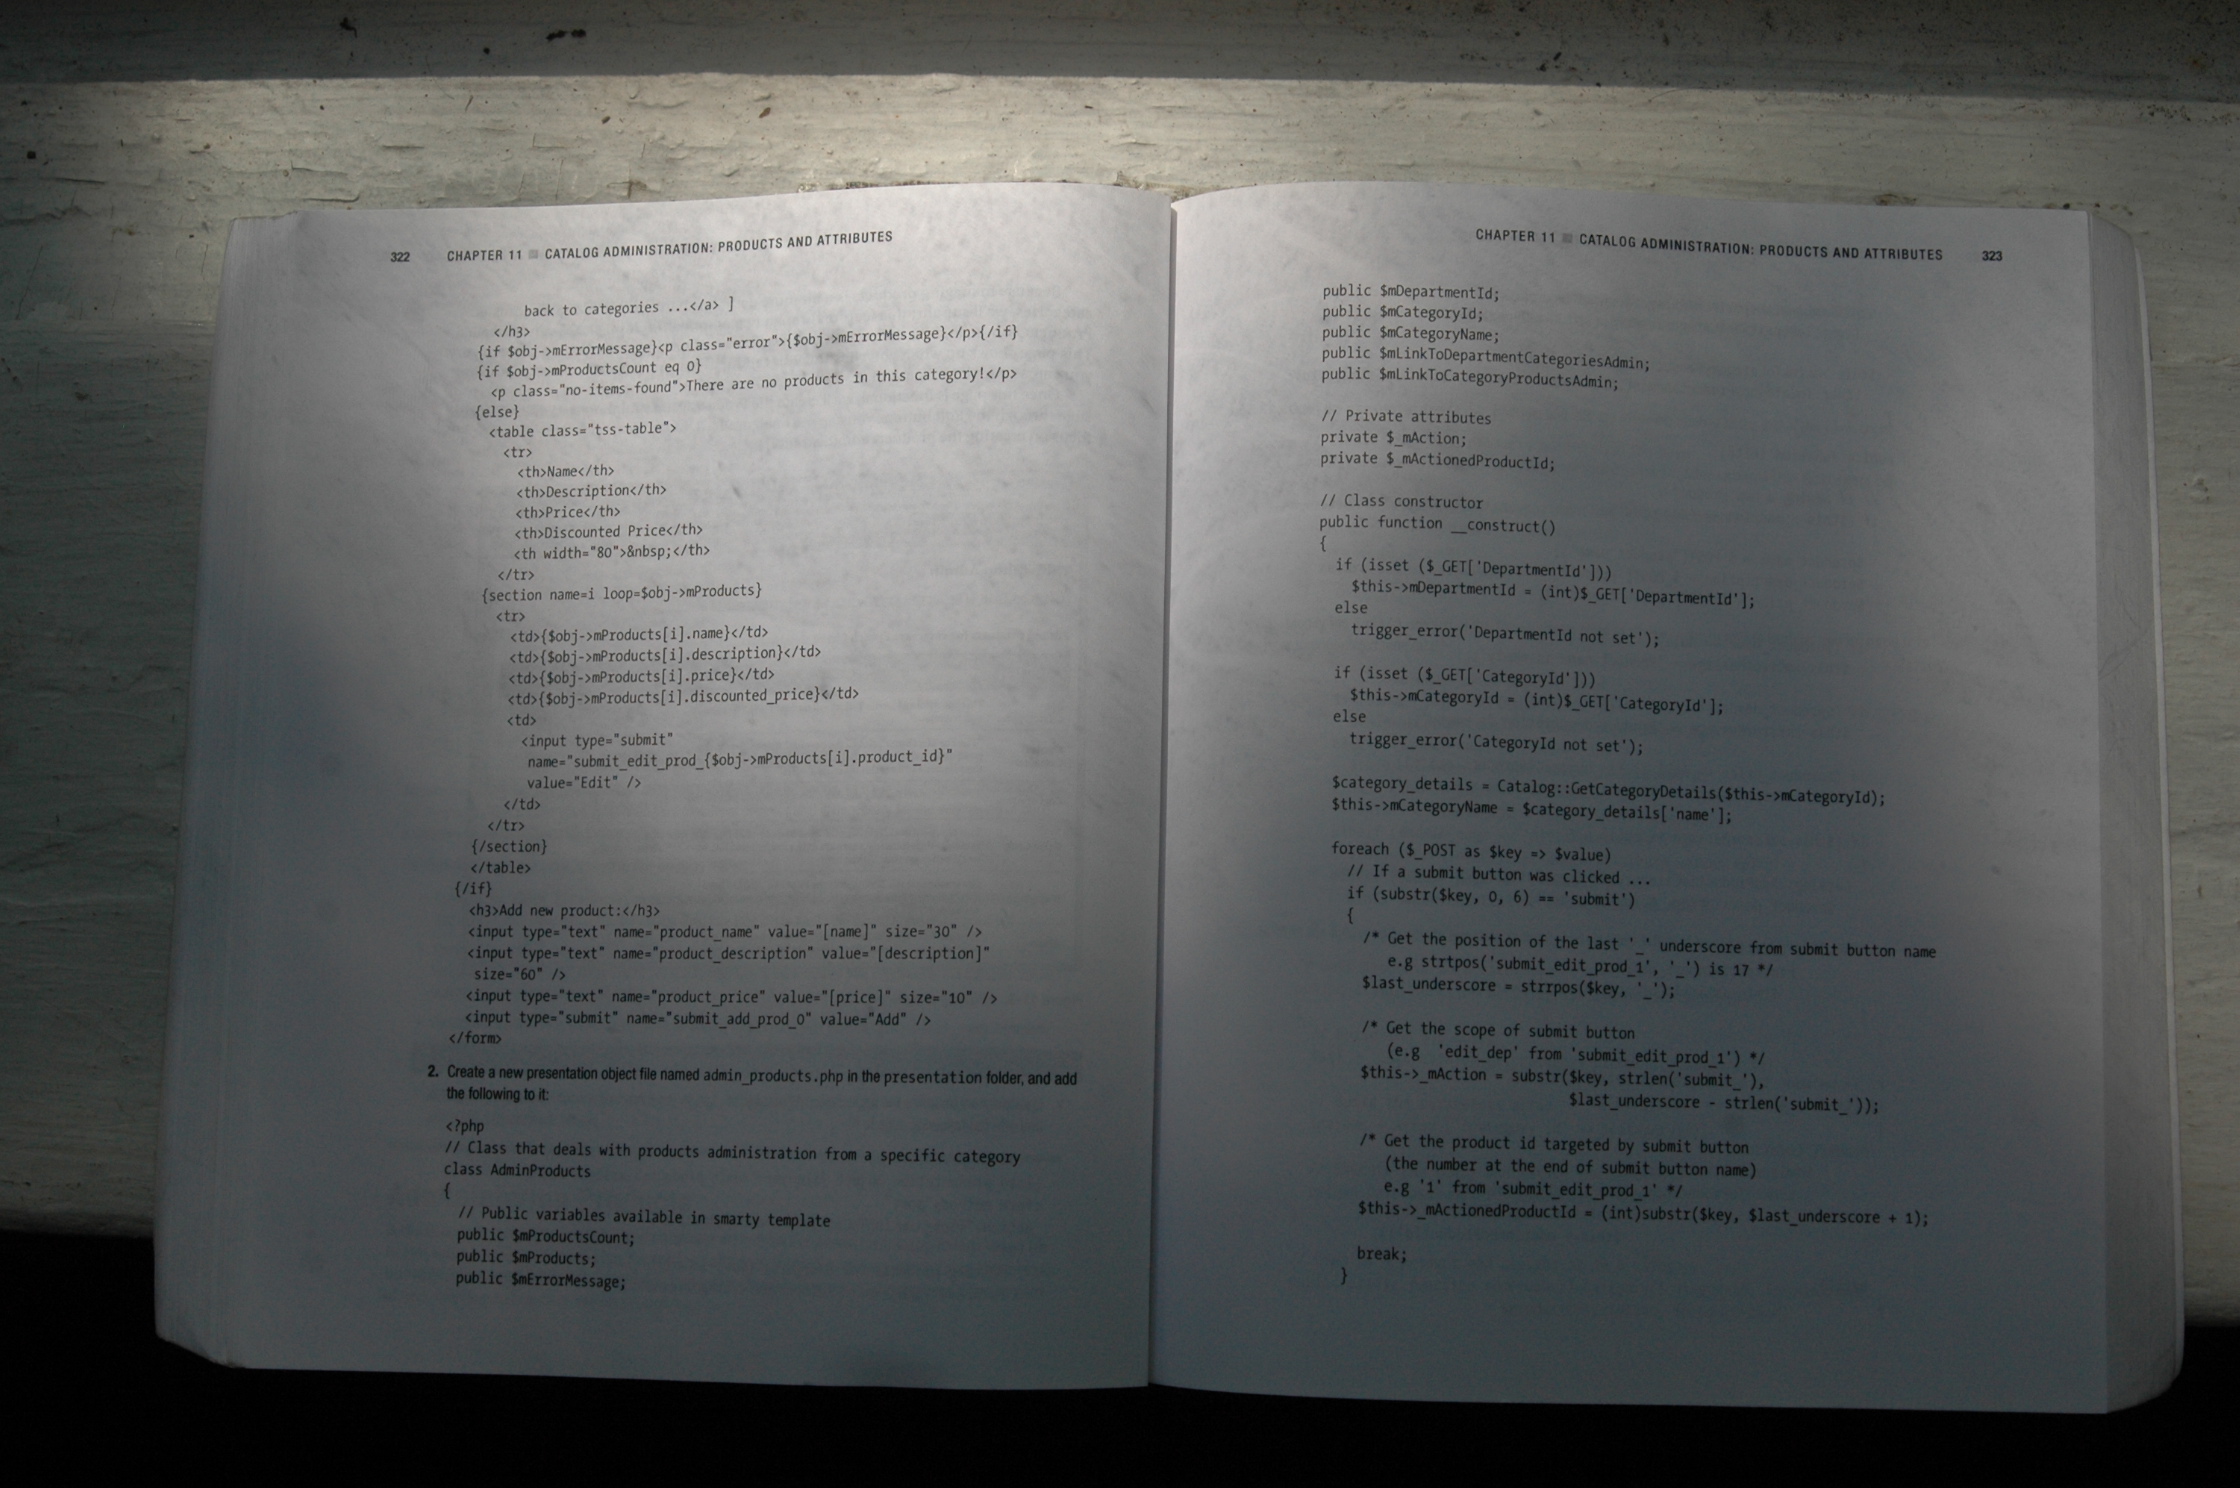 322 CHAPTER 11 ■ CATALOG ADMINISTRATION: PRODUCTS AND ATTRIBUTES
back to categories ...</a> ]
</h3>
{if $obj->mErrorMessage}<p class="error">{$obj->mErrorMessage}</p>{/if}
{if $obj->mProductsCount eq 0}
<p class="no-items-found">There are no products in this category!</p>
{else}
<table class="tss-table">
<tr>
<th>Name</th>
<th>Description</th>
<th>Price</th>
<th>Discounted Price</th>
<th width="80">&nbsp;</th>
</tr>
{section name=i loop=$obj->mProducts}
<tr>
<td>{$obj->mProducts[i].name}</td>
<td>{$obj->mProducts[i].description}</td>
<td>{$obj->mProducts[i].price}</td>
<td>{$obj->mProducts[i].discounted_price}</td>
<td>
<input type="submit"
name="submit_edit_prod_{$obj->mProducts[i].product_id}"
value="Edit" />
</td>
</tr>
{/section}
</table>
{/if}
<h3>Add new product:</h3>
<input type="text" name="product_name" value="[name]" size="30" />
<input type="text" name="product_description" value="[description]"
size="60" />
<input type="text" name="product_price" value="[price]" size="10" />
<input type="submit" name="submit_add_prod_0" value="Add" />
</form>
2. Create a new presentation object file named admin_products.php in the presentation folder, and add
the following to it:
<?php
// Class that deals with products administration from a specific category
class AdminProducts
{
// Public variables available in smarty template
public $mProductsCount;
public $mProducts;
public $mErrorMessage;
CHAPTER 11 ■ CATALOG ADMINISTRATION: PRODUCTS AND ATTRIBUTES 323
public $mDepartmentId;
public $mCategoryId;
public $mCategoryName;
public $mLinkToDepartmentCategoriesAdmin;
public $mLinkToCategoryProductsAdmin;
// Private attributes
private $_mAction;
private $_mActionedProductId;
// Class constructor
public function __construct()
{
if (isset ($_GET['DepartmentId']))
$this->mDepartmentId = (int)$_GET['DepartmentId'];
else
trigger_error('DepartmentId not set');
if (isset ($_GET['CategoryId']))
$this->mCategoryId = (int)$_GET['CategoryId'];
else
trigger_error('CategoryId not set');
$category_details = Catalog::GetCategoryDetails($this->mCategoryId);
$this->mCategoryName = $category_details['name'];
foreach ($_POST as $key => $value)
// If a submit button was clicked ...
if (substr($key, 0, 6) == 'submit')
{
/* Get the position of the last '_' underscore from submit button name
e.g strtpos('submit_edit_prod_1', '_') is 17 */
$last_underscore = strrpos($key, '_');
/* Get the scope of submit button
(e.g 'edit_dep' from 'submit_edit_prod_1') */
$this->_mAction = substr($key, strlen('submit_'),
$last_underscore - strlen('submit_'));
/* Get the product id targeted by submit button
(the number at the end of submit button name)
e.g '1' from 'submit_edit_prod_1' */
$this->_mActionedProductId = (int)substr($key, $last_underscore + 1);
break;
}